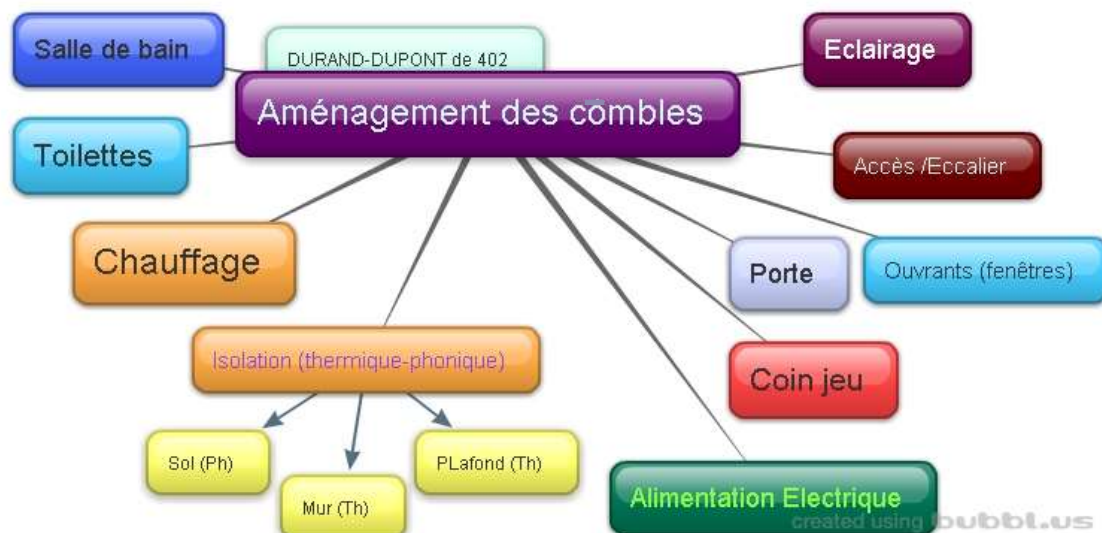 Salle de bain
DURAND-DUPONT de 402
Eclairage
Aménagement des combles
Toilettes
Accès /Eccalier
Chauffage
Porte
Ouvrants (fenêtres)
Isolation (thermique-phonique)
Coin jeu
Sol (Ph)
PLafond (Th)
Mur (Th)
Alimentation Electrique
created using bubbl.us